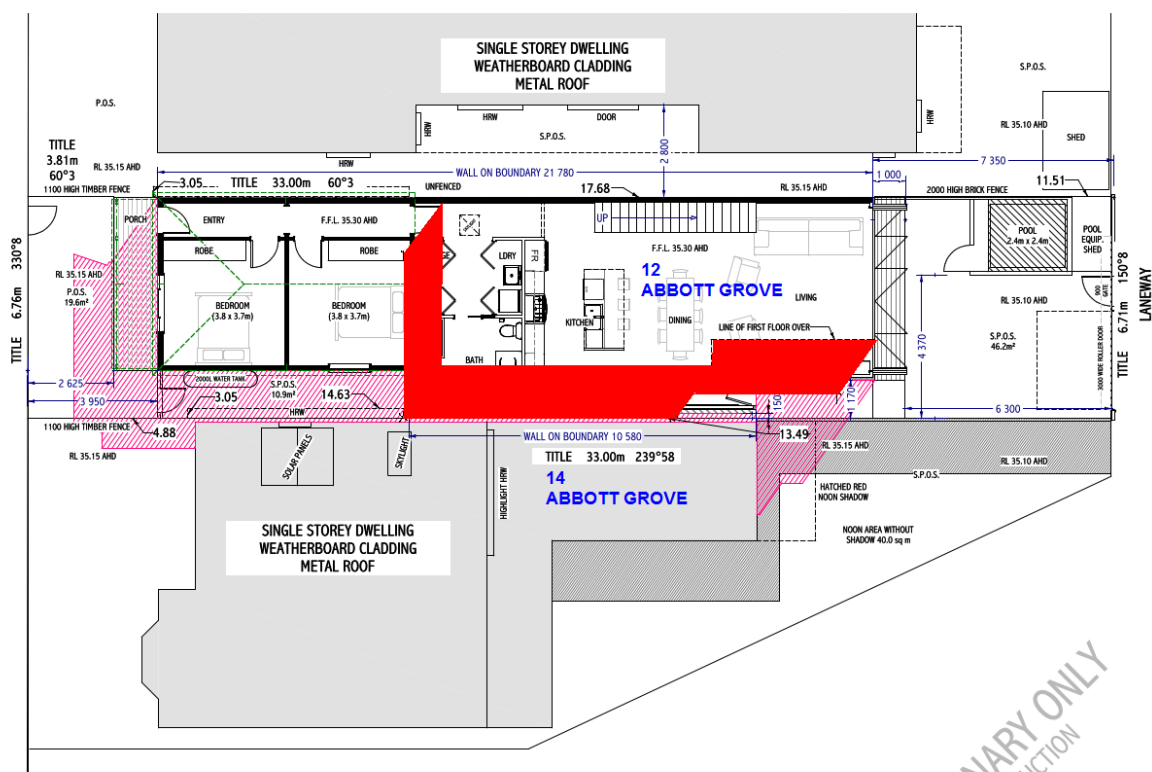 SINGLE STOREY DWELLING
WEATHERBOARD CLADDING
METAL ROOF
S.P.O.S.
P.O.S.
HRW
DOOR
HRW
HRW
S.P.O.S.
SHED
RL 35.10 AHD
TITLE
3.81m
60°3
RL 35.15 AHD
1100 HIGH TIMBER FENCE
HRW
2 800
WALL ON BOUNDARY 21 780
7 350
1 000
3.05
TITLE 33.00m 60°3
UNFENCED
17.68
RL 35.15 AHD
2000 HIGH BRICK FENCE
11.51
PORCH
ENTRY
F.F.L. 35.30 AHD
UP
ROBE
ROBE
LDRY
FR
F.F.L. 35.30 AHD
POOL
2.4m x 2.4m
POOL
EQUIP.
SHED
TITLE 6.76m 330°8
RL 35.15 AHD
P.O.S.
19.6m²
BEDROOM
(3.8 x 3.7m)
BEDROOM
(3.8 x 3.7m)
12
ABBOTT GROVE
LIVING
KITCHEN
DINING
LINE OF FIRST FLOOR OVER
BATH
RL 35.10 AHD
900 GATE
S.P.O.S.
46.2m²
4 370
3000 WIDE ROLLER DOOR
TITLE 6.71m 150°8
LANEWAY
2 625
3 950
2000L WATER TANK
S.P.O.S.
10.9m²
3.05
14.63
HRW
150
1 170
6 300
1100 HIGH TIMBER FENCE
4.88
RL 35.15 AHD
WALL ON BOUNDARY 10 580
13.49
RL 35.15 AHD
RL 35.10 AHD
S.P.O.S.
TITLE 33.00m 239°58
14
ABBOTT GROVE
SOLAR PANELS
SKYLIGHT
HIGHLIGHT HRW
HATCHED RED
NOON SHADOW
NOON AREA WITHOUT
SHADOW 40.0 sq m
SINGLE STOREY DWELLING
WEATHERBOARD CLADDING
METAL ROOF
NARY ONLY
UCTION